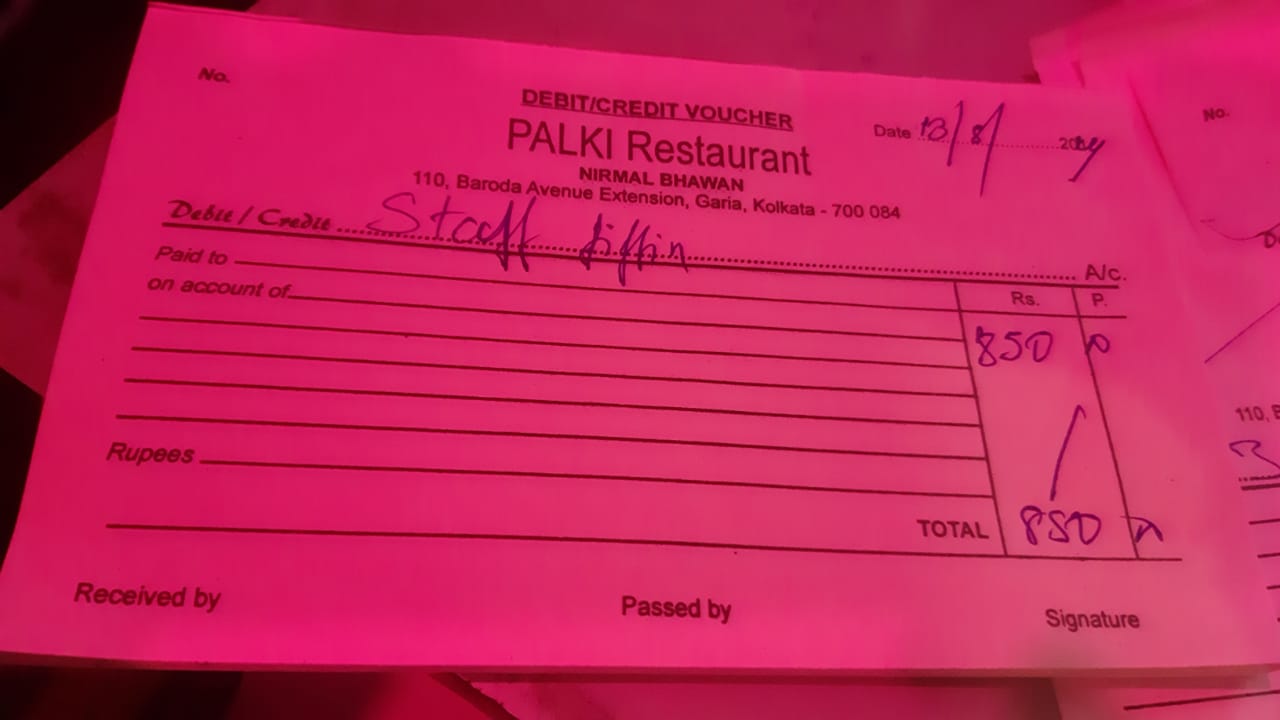 No.
DEBIT/CREDIT VOUCHER
PALKI Restaurant
NIRMAL BHAWAN
110, Baroda Avenue Extension, Garia, Kolkata - 700 084
Date 13/8/ 20
Debit / Credit Staff tiffin A/c.
Paid to
on account of
Rs. P.
850
Rupees
TOTAL 850
Received by Passed by Signature
No.
110,